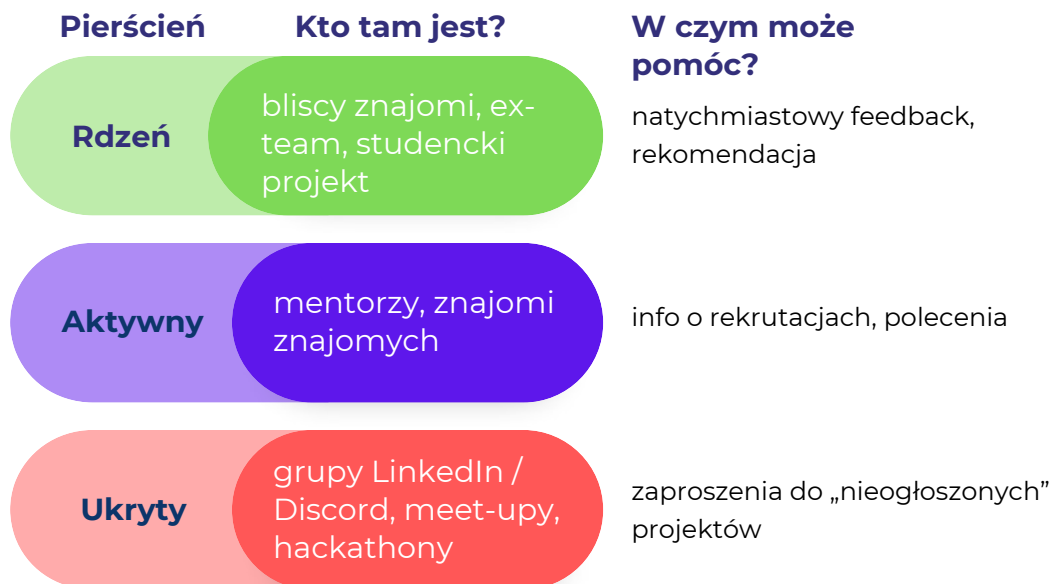 Pierścień
Kto tam jest?
W czym może
pomóc?
Rdzeń
bliscy znajomi, ex-
team, studencki
projekt
natychmiastowy feedback,
rekomendacja
Aktywny
mentorzy, znajomi
znajomych
info o rekrutacjach, polecenia
Ukryty
grupy LinkedIn /
Discord, meet-upy,
hackathony
zaproszenia do „nieogłoszonych”
projektów